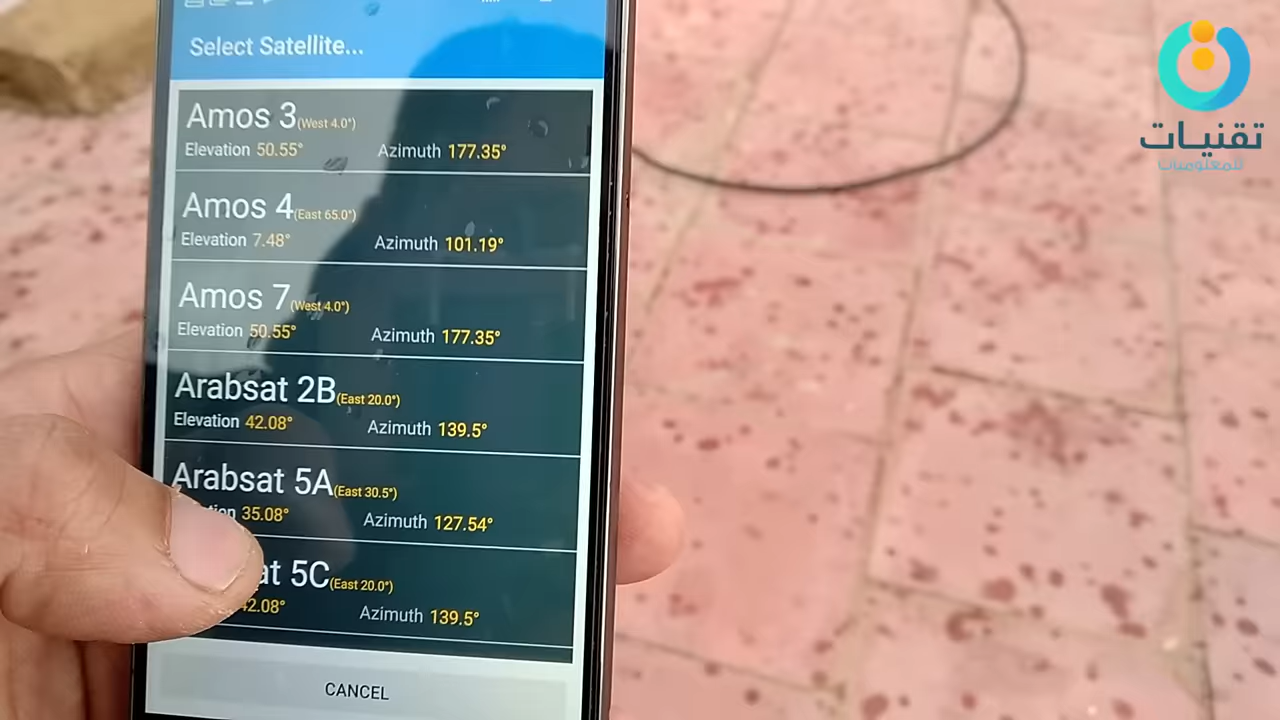 Select Satellite...
Amos 3(West 4.0°)
Elevation 50.55° Azimuth 177.35°
Amos 4(East 65.0°)
Elevation 7.48° Azimuth 101.19°
Amos 7(West 4.0°)
Elevation 50.55° Azimuth 177.35°
Arabsat 2B(East 20.0°)
Elevation 42.08° Azimuth 139.5°
Arabsat 5A(East 30.5°)
35.08° Azimuth 127.54°
5C(East 20.0°)
42.08° Azimuth 139.5°
CANCEL
تقنيات
للمعلوميات